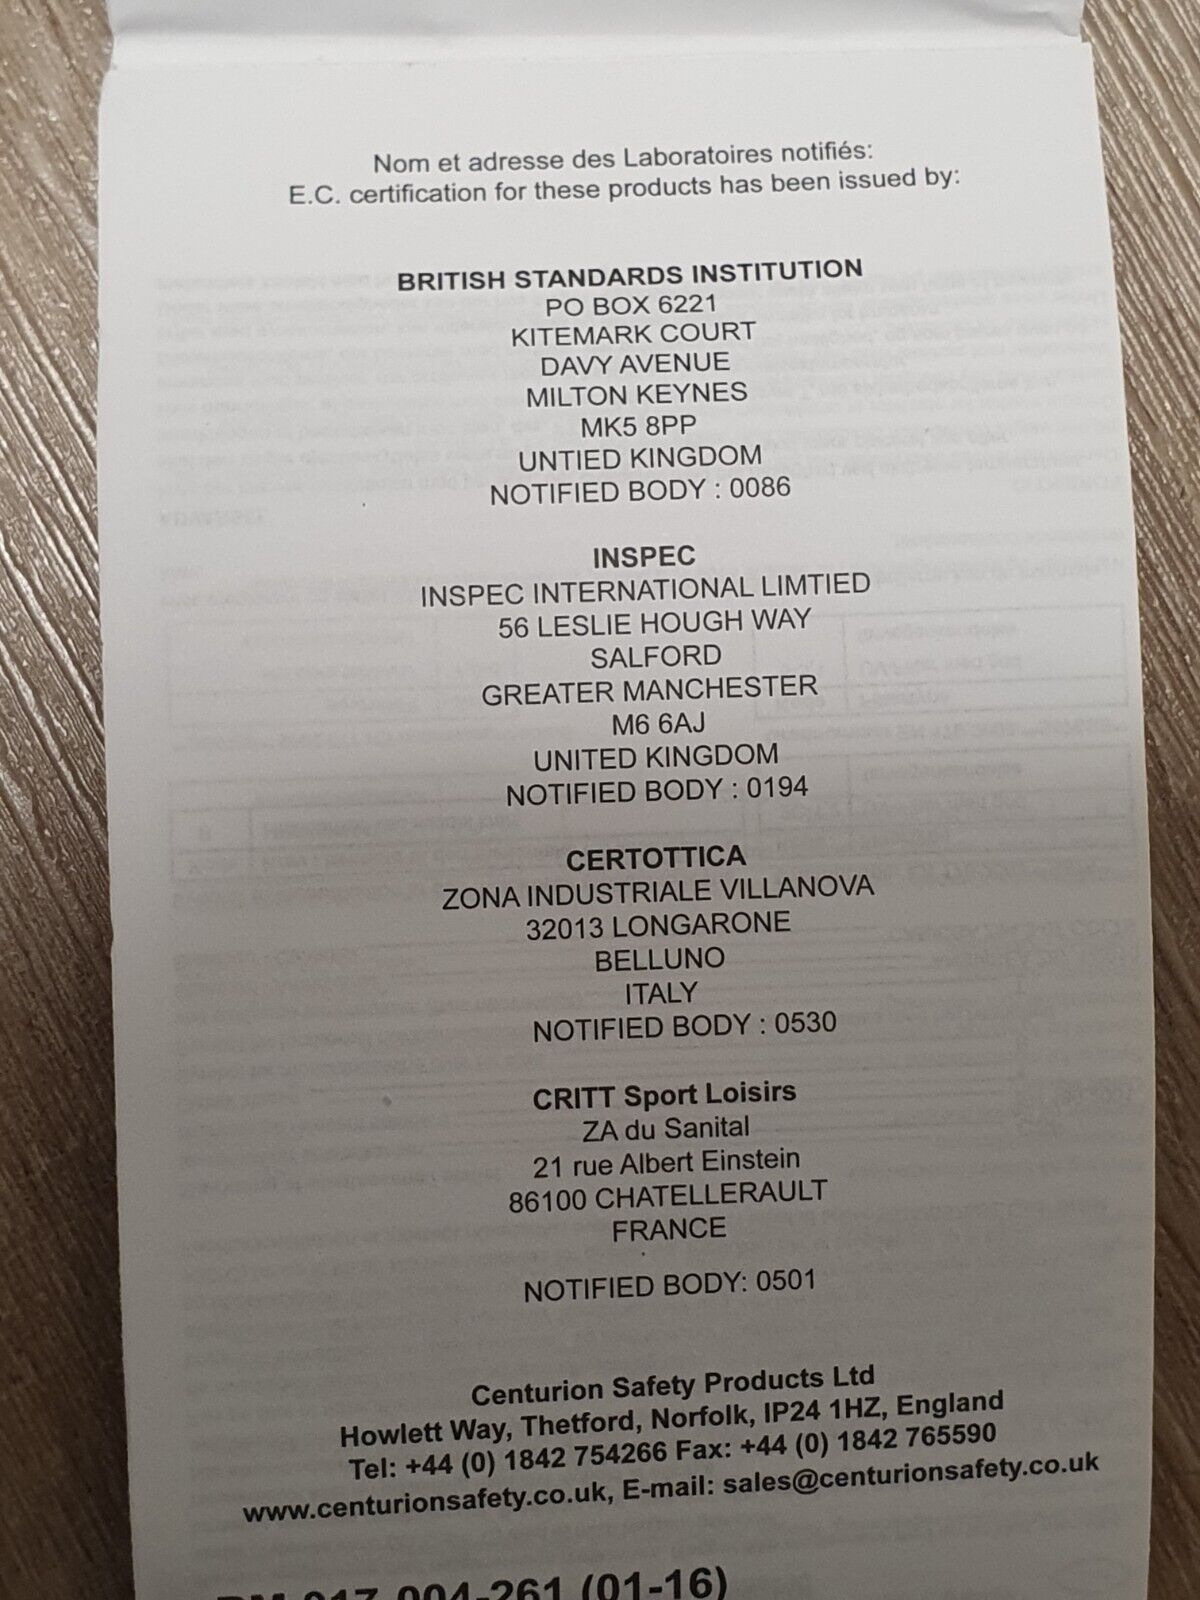 Nom et adresse des Laboratoires notifiés:
E.C. certification for these products has been issued by:
BRITISH STANDARDS INSTITUTION
PO BOX 6221
KITEMARK COURT
DAVY AVENUE
MILTON KEYNES
MK5 8PP
UNTIED KINGDOM
NOTIFIED BODY : 0086
INSPEC
INSPEC INTERNATIONAL LIMTIED
56 LESLIE HOUGH WAY
SALFORD
GREATER MANCHESTER
M6 6AJ
UNITED KINGDOM
NOTIFIED BODY : 0194
CERTOTTICA
ZONA INDUSTRIALE VILLANOVA
32013 LONGARONE
BELLUNO
ITALY
NOTIFIED BODY : 0530
CRITT Sport Loisirs
ZA du Sanital
21 rue Albert Einstein
86100 CHATELLERAULT
FRANCE
NOTIFIED BODY: 0501
Centurion Safety Products Ltd
Howlett Way, Thetford, Norfolk, IP24 1HZ, England
Tel: +44 (0) 1842 754266 Fax: +44 (0) 1842 765590
www.centurionsafety.co.uk, E-mail: sales@centurionsafety.co.uk
(01-16)